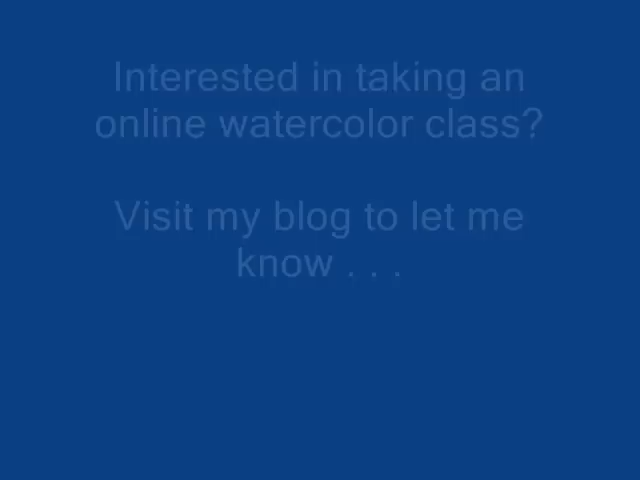 Interested in taking an
online watercolor class?
Visit my blog to let me
know . . .